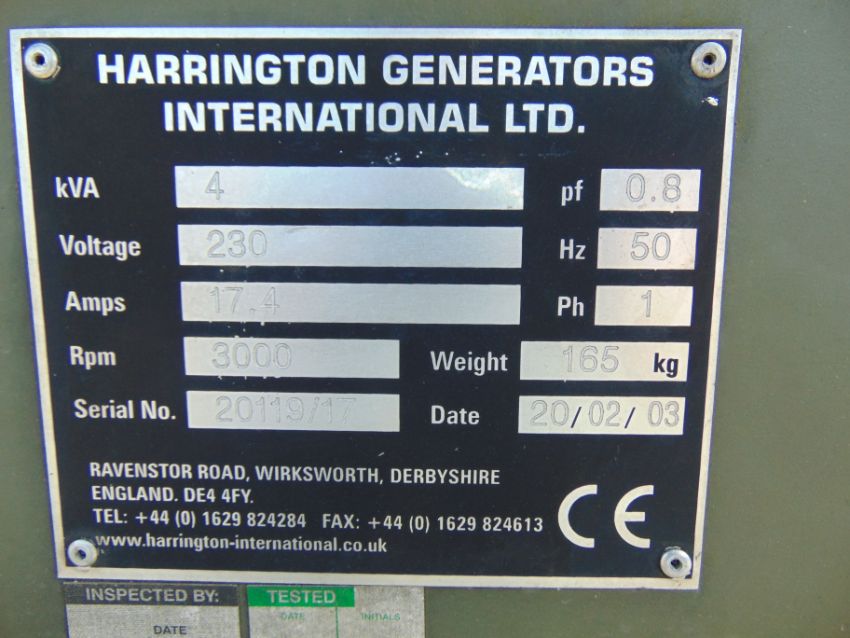 HARRINGTON GENERATORS
INTERNATIONAL LTD.
kVA 4 pf 0.8
Voltage 230 Hz 50
Amps 17.4 Ph 1
Rpm 3000 Weight 165 kg
Serial No. 20119/17 Date 20/02/03
RAVENSTOR ROAD, WIRKSWORTH, DERBYSHIRE
ENGLAND. DE4 4FY.
TEL: +44 (0) 1629 824284 FAX: +44 (0) 1629 824613
www.harrington-international.co.uk
CE
INSPECTED BY: TESTED
DATE DATE INITIALS